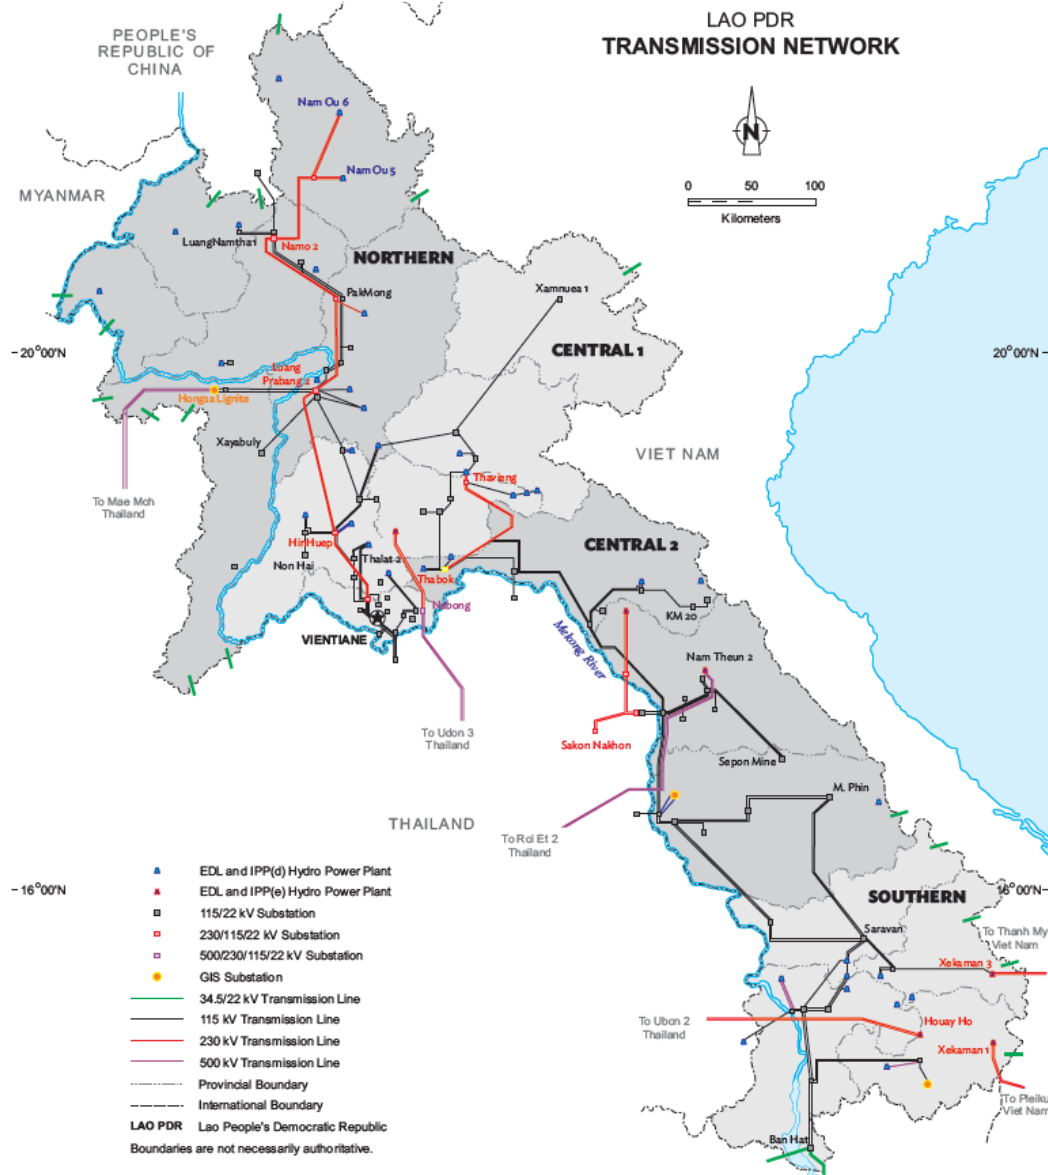 LAO PDR
TRANSMISSION NETWORK
PEOPLE'S
REPUBLIC OF
CHINA
N
Nam Ou 6
Nam Ou 5
MYANMAR
0 50 100
Kilometers
LuangNamtha1
Namo 2
NORTHERN
PakMong
Xamnuea 1
20°00'N
20°00'N
CENTRAL 1
Luang
Prabang 2
Hongsa Lignite
Xayabuly
VIET NAM
To Mae Moh
Thailand
Thavieng
HinHuep
Thalat 2
Non Hai
CENTRAL 2
Thabok
Nabong
KM 20
VIENTIANE
Mekong River
Nam Theun 2
To Udon 3
Thailand
Sakon Nakhon
Sepon Mine
M. Phin
THAILAND
To Roi Et 2
Thailand
16°00'N
SOUTHERN
16°00'N
Saravan
To Thanh My
Viet Nam
Xekaman 3
To Ubon 2
Thailand
Houay Ho
Xekaman 1
To Pleiku
Viet Nam
Ban Hat
EDL and IPP(d) Hydro Power Plant
EDL and IPP(e) Hydro Power Plant
115/22 kV Substation
230/115/22 kV Substation
500/230/115/22 kV Substation
GIS Substation
34.5/22 kV Transmission Line
115 kV Transmission Line
230 kV Transmission Line
500 kV Transmission Line
Provincial Boundary
International Boundary
LAO PDR Lao People's Democratic Republic
Boundaries are not necessarily authoritative.